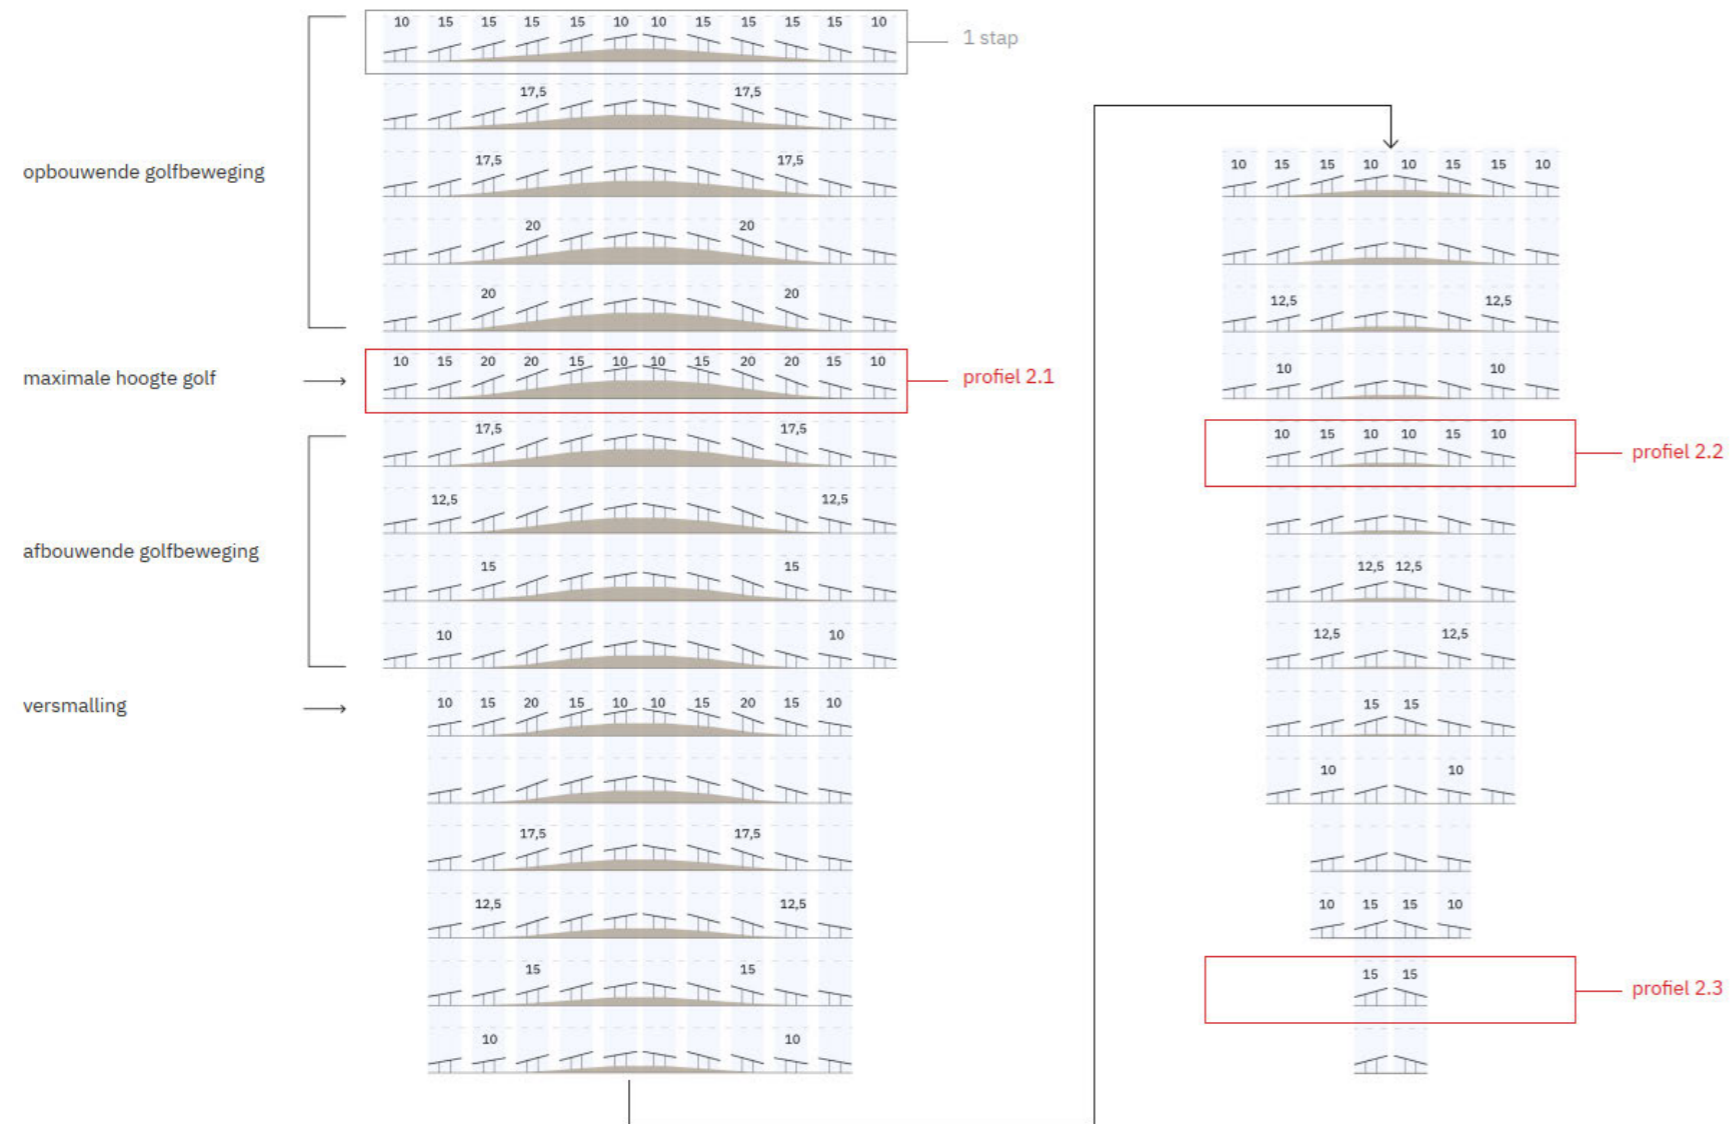 10 15 15 15 15 10 10 15 15 15 15 10
1 stap
17,5 17,5
opbouwende golfbeweging
17,5 17,5
20 20
20 20
maximale hoogte golf
10 15 20 20 15 10 10 15 20 20 15 10
profiel 2.1
17,5 17,5
12,5 12,5
afbouwende golfbeweging
15 15
10 10
versmalling
10 15 20 15 10 10 15 20 15 10
17,5 17,5
12,5 12,5
15 15
10 10
10 15 15 10 10 15 15 10
12,5 12,5
10 10
10 15 10 10 15 10
profiel 2.2
12,5 12,5
12,5 12,5
15 15
10 10
10 15 15 10
15 15
profiel 2.3